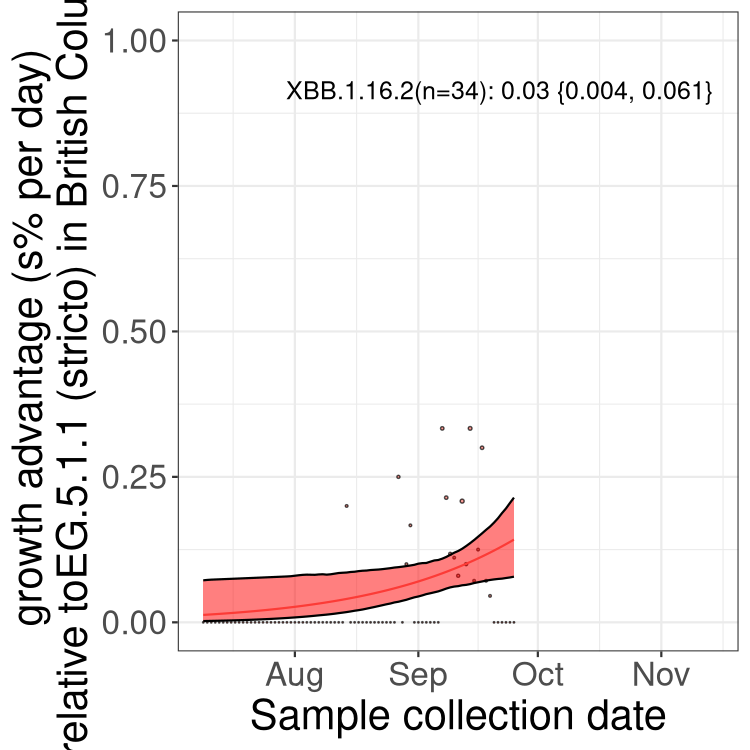 growth advantage (s% per day)
relative toEG.5.1.1 (stricto) in British Colu
1.00
0.75
0.50
0.25
0.00
XBB.1.16.2(n=34): 0.03 {0.004, 0.061}
Aug
Sep
Oct
Nov
Sample collection date